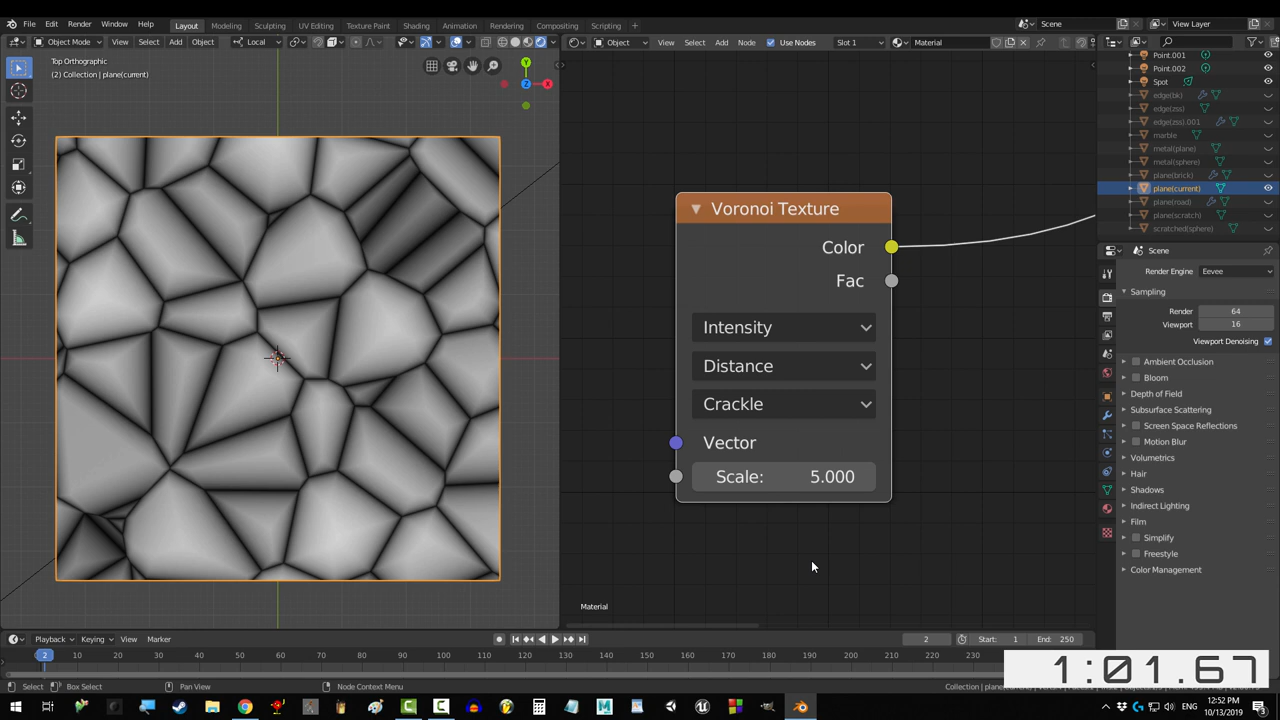 File Edit Render Window Help Layout Modeling Sculpting UV Editing Texture Paint Shading Animation Rendering Compositing Scripting + Scene View Layer
Object Mode View Select Add Object Local Object View Select Add Node Use Nodes Slot 1 Material
Top Orthographic
(2) Collection | plane(current)
Y
Z
X
Voronoi Texture
Color
Fac
Intensity
Distance
Crackle
Vector
Scale: 5.000
Material
Point.001
Point.002
Spot
edge(bk)
edge(zss)
edge(zss).001
marble
metal(plane)
metal(sphere)
plane(brick)
plane(current)
plane(road)
plane(scratch)
scratched(sphere)
Scene
Render Engine Eevee
Sampling
Render 64
Viewport 16
Viewport Denoising
Ambient Occlusion
Bloom
Depth of Field
Subsurface Scattering
Screen Space Reflections
Motion Blur
Volumetrics
Hair
Shadows
Indirect Lighting
Film
Simplify
Freestyle
Color Management
Playback Keying View Marker 2 Start: 1 End: 250
2 10 20 30 40 50 60 70 80 90 100 110 120 130 140 150 160 170 180 190 200 210 220 230
1:01.67
Select Box Select Pan View Node Context Menu
12:52 PM
10/13/2019